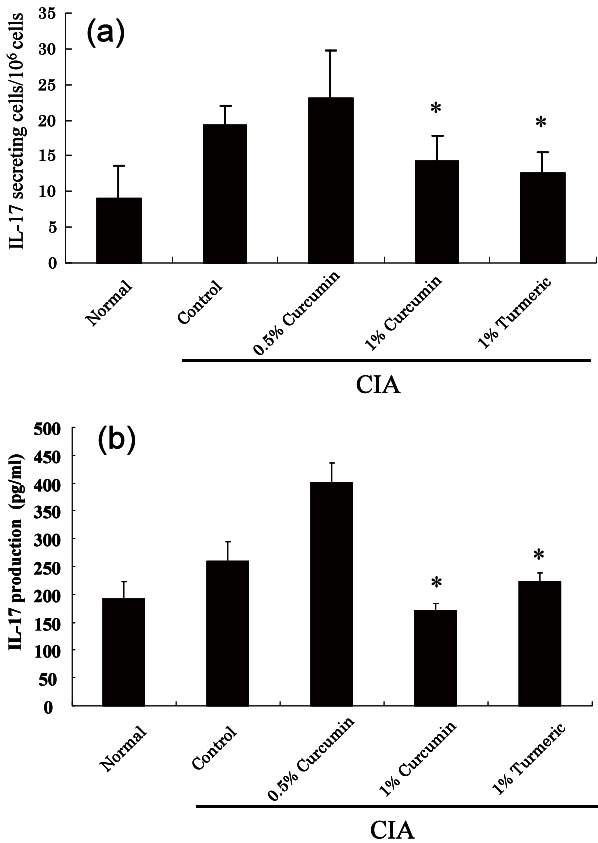 (a)
IL-17 secreting cells/10⁶ cells
35
30
25
20
15
10
5
0
*
*
Normal
Control
0.5% Curcumin
1% Curcumin
1% Turmeric
CIA
(b)
IL-17 production (pg/ml)
500
450
400
350
300
250
200
150
100
50
0
*
*
Normal
Control
0.5% Curcumin
1% Curcumin
1% Turmeric
CIA